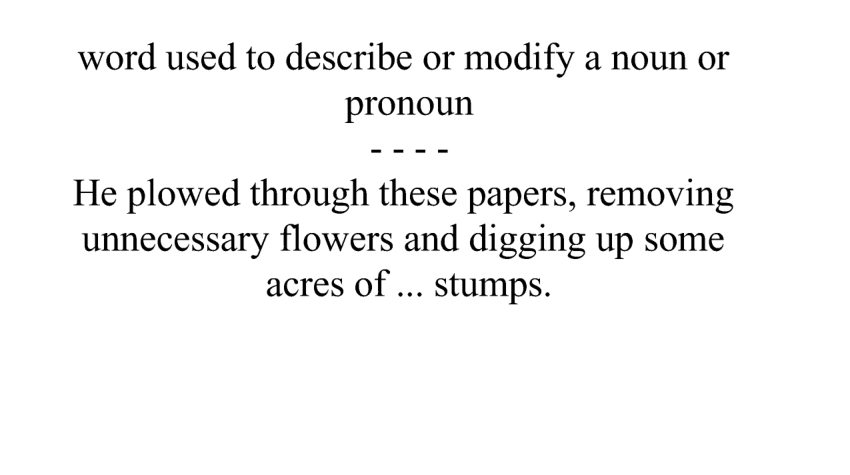 word used to describe or modify a noun or
pronoun
- - - -
He plowed through these papers, removing
unnecessary flowers and digging up some
acres of ... stumps.